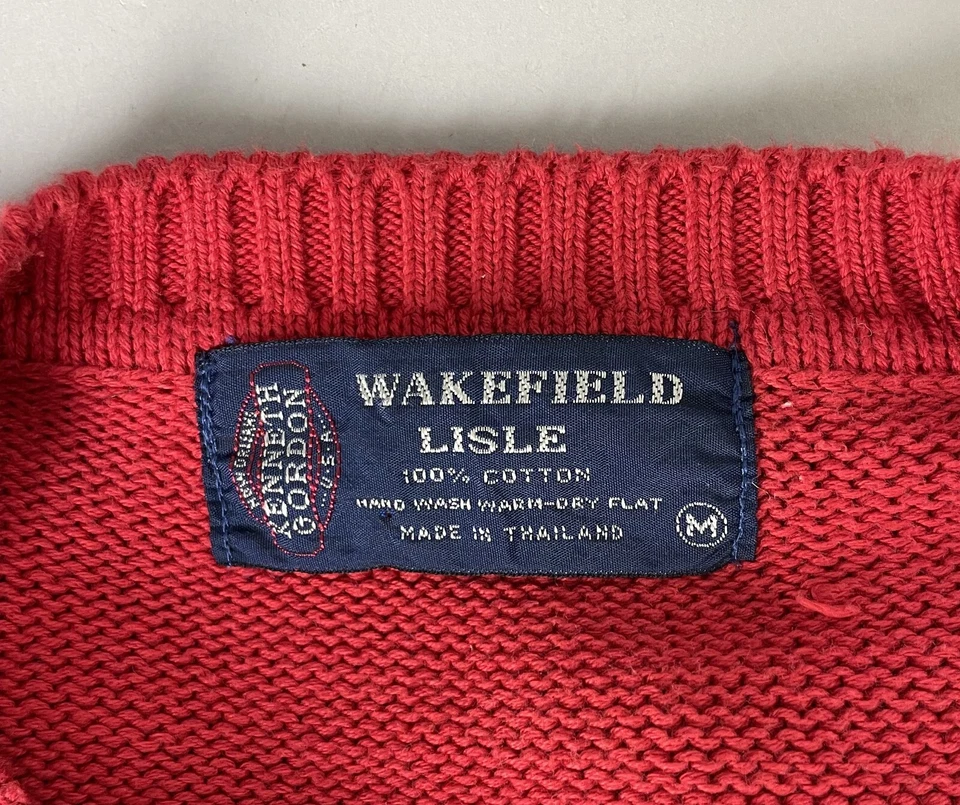 KENNETH
GORDON
U.S.A.
WAKEFIELD
LISLE
100% COTTON
HAND WASH WARM-DRY FLAT
MADE IN THAILAND
M